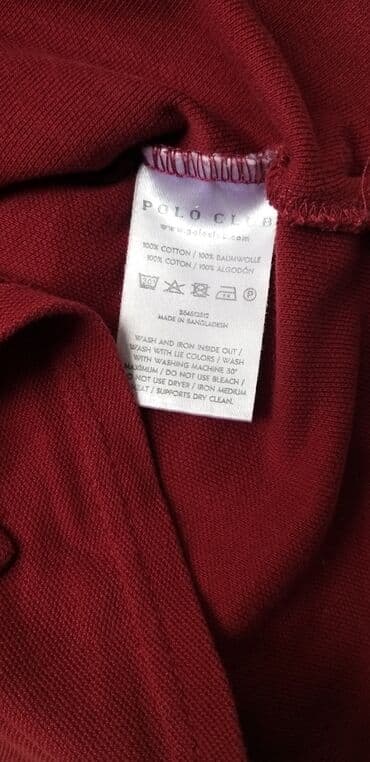 POLO CLUB
www.poloclub.com
100% COTTON / 100% BAUMWOLLE
100% COTON / 100% ALGODÓN
30°
P
MADE IN BANGLADESH
WASH AND IRON INSIDE OUT /
WASH WITH LIE COLORS / WASH
WITH WASHING MACHINE 30°
MAXIMUM / DO NOT USE BLEACH /
DO NOT USE DRYER / IRON MEDIUM
HEAT / SUPPORTS DRY CLEAN.